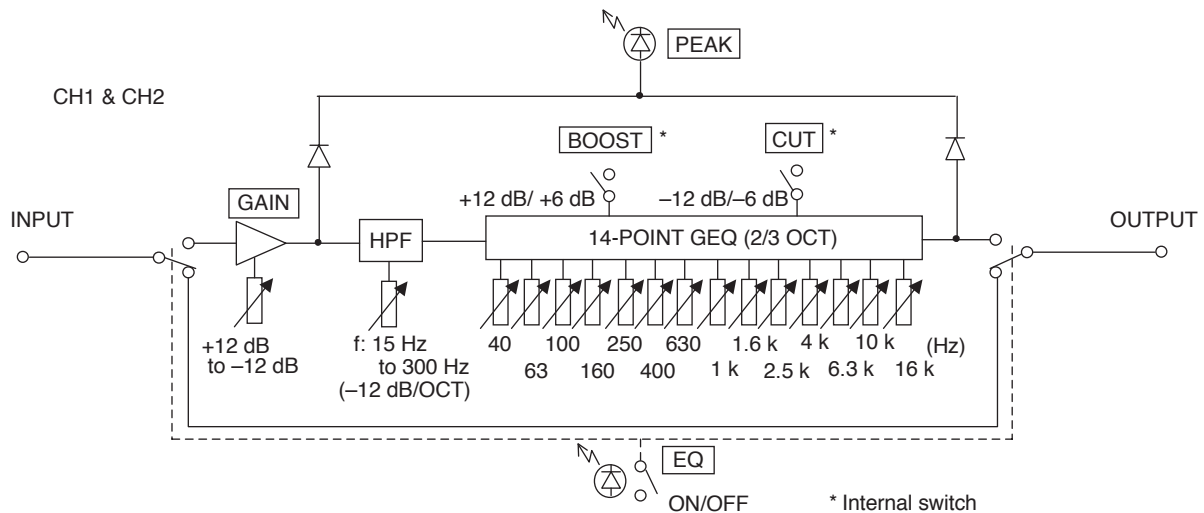 PEAK
CH1 & CH2
BOOST *
CUT *
+12 dB/ +6 dB
–12 dB/–6 dB
GAIN
INPUT
OUTPUT
HPF
14-POINT GEQ (2/3 OCT)
+12 dB
to –12 dB
f: 15 Hz
to 300 Hz
(–12 dB/OCT)
40 100 250 630 1.6 k 4 k 10 k (Hz)
63 160 400 1 k 2.5 k 6.3 k 16 k
EQ
ON/OFF
* Internal switch